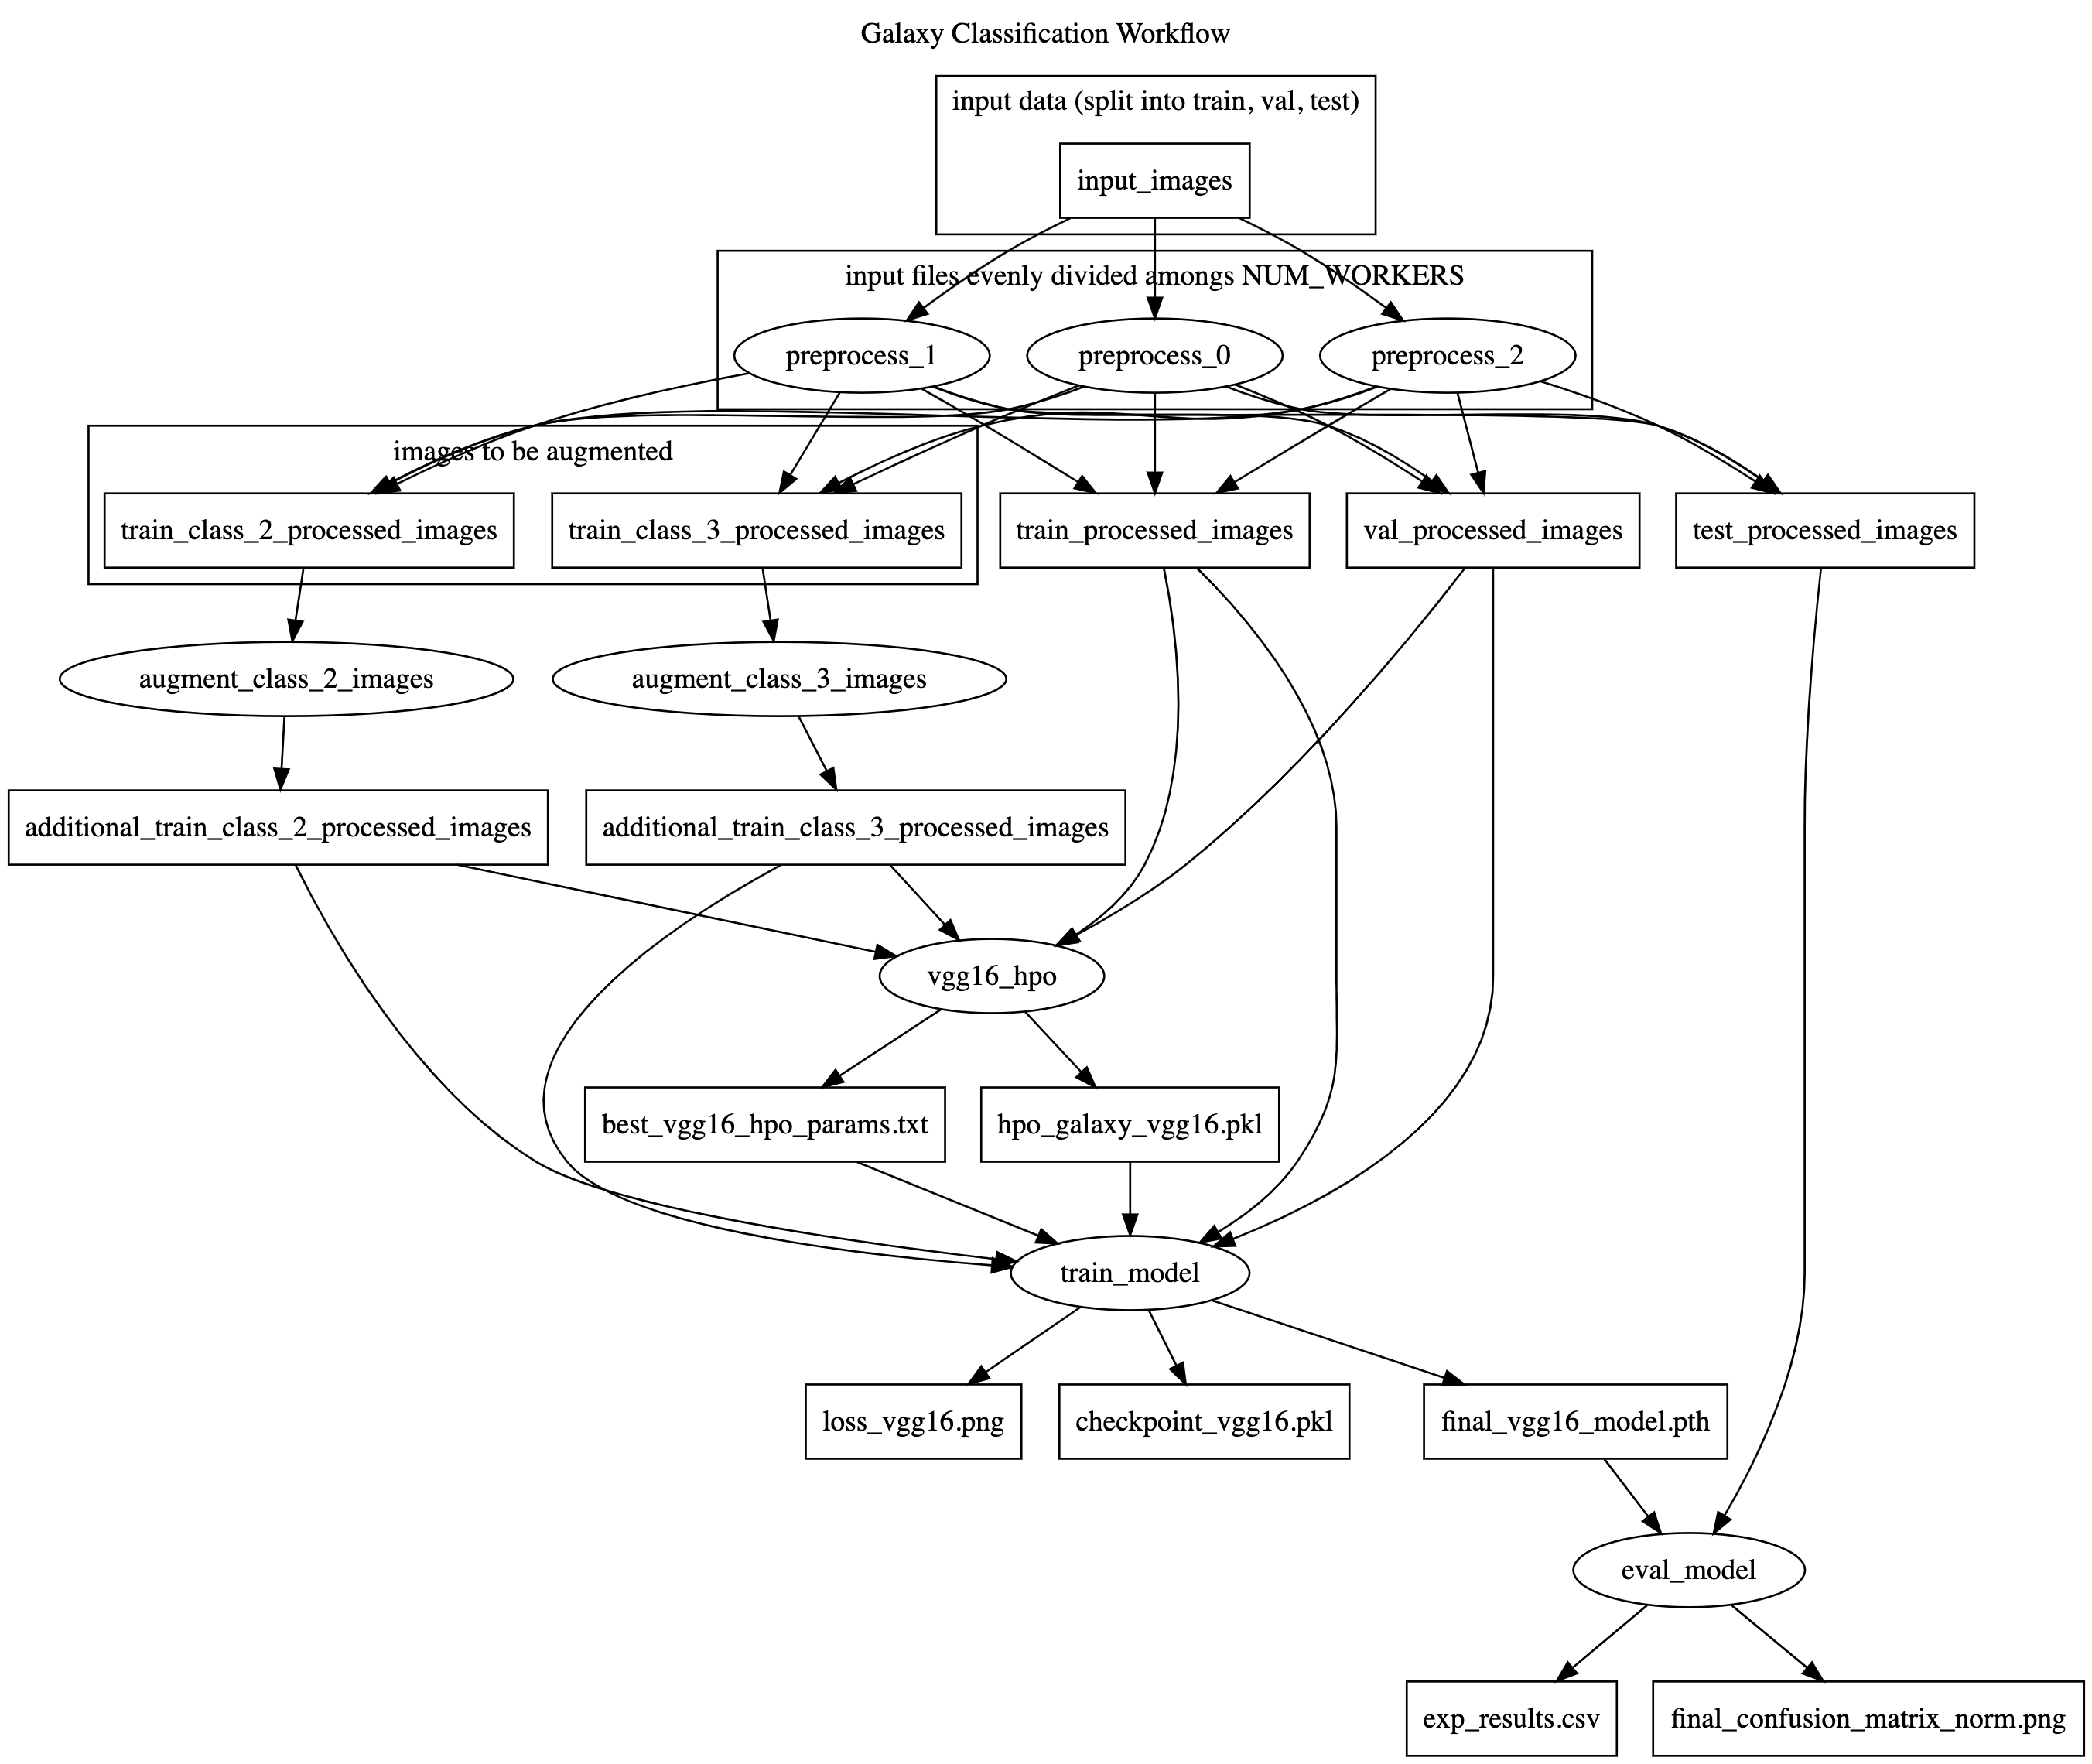 Galaxy Classification Workflow
input data (split into train, val, test)
input_images
input files evenly divided amongs NUM_WORKERS
preprocess_1
preprocess_0
preprocess_2
images to be augmented
train_class_2_processed_images
train_class_3_processed_images
train_processed_images
val_processed_images
test_processed_images
augment_class_2_images
augment_class_3_images
additional_train_class_2_processed_images
additional_train_class_3_processed_images
vgg16_hpo
best_vgg16_hpo_params.txt
hpo_galaxy_vgg16.pkl
train_model
loss_vgg16.png
checkpoint_vgg16.pkl
final_vgg16_model.pth
eval_model
exp_results.csv
final_confusion_matrix_norm.png